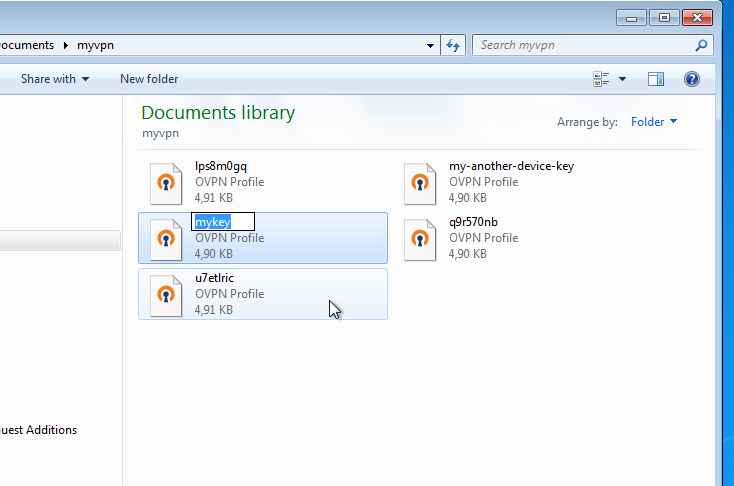 ocuments ▸ myvpn
Search myvpn
Share with
New folder
Documents library
myvpn
Arrange by: Folder
lps8m0gq
OVPN Profile
4,91 KB
my-another-device-key
OVPN Profile
4,90 KB
mykey
OVPN Profile
4,90 KB
q9r570nb
OVPN Profile
4,90 KB
u7etlric
OVPN Profile
4,91 KB
uest Additions